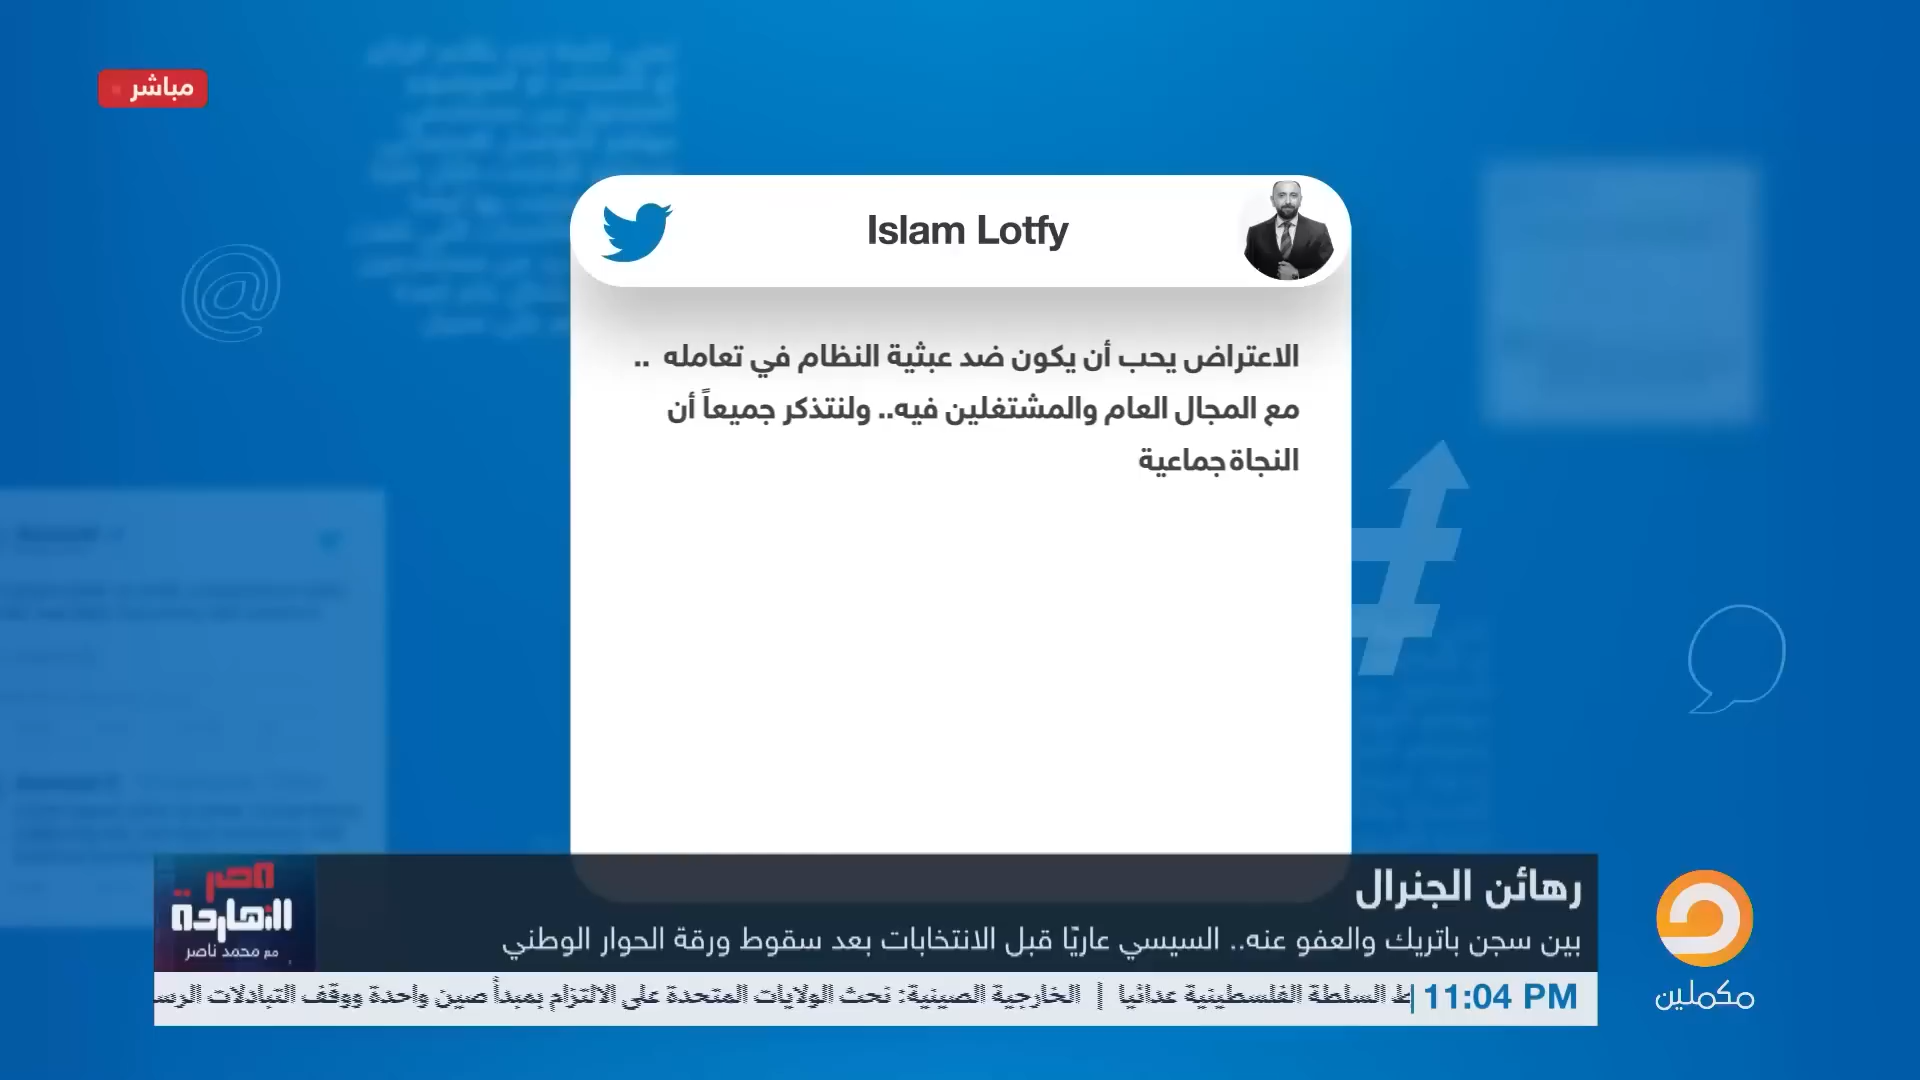 مباشر
Islam Lotfy
الاعتراض يحب أن يكون ضد عبثية النظام في تعامله ..
مع المجال العام والمشتغلين فيه.. ولنتذكر جميعاً أن
النجاة جماعية
رهائن الجنرال
بين سجن باتريك والعفو عنه.. السيسي عاريًا قبل الانتخابات بعد سقوط ورقة الحوار الوطني
مصر
النهاردة
مع محمد ناصر
11:04 PM
السلطة الفلسطينية عدائيا | الخارجية الصينية: نحث الولايات المتحدة على الالتزام بمبدأ صين واحدة ووقف التبادلات
مكملين